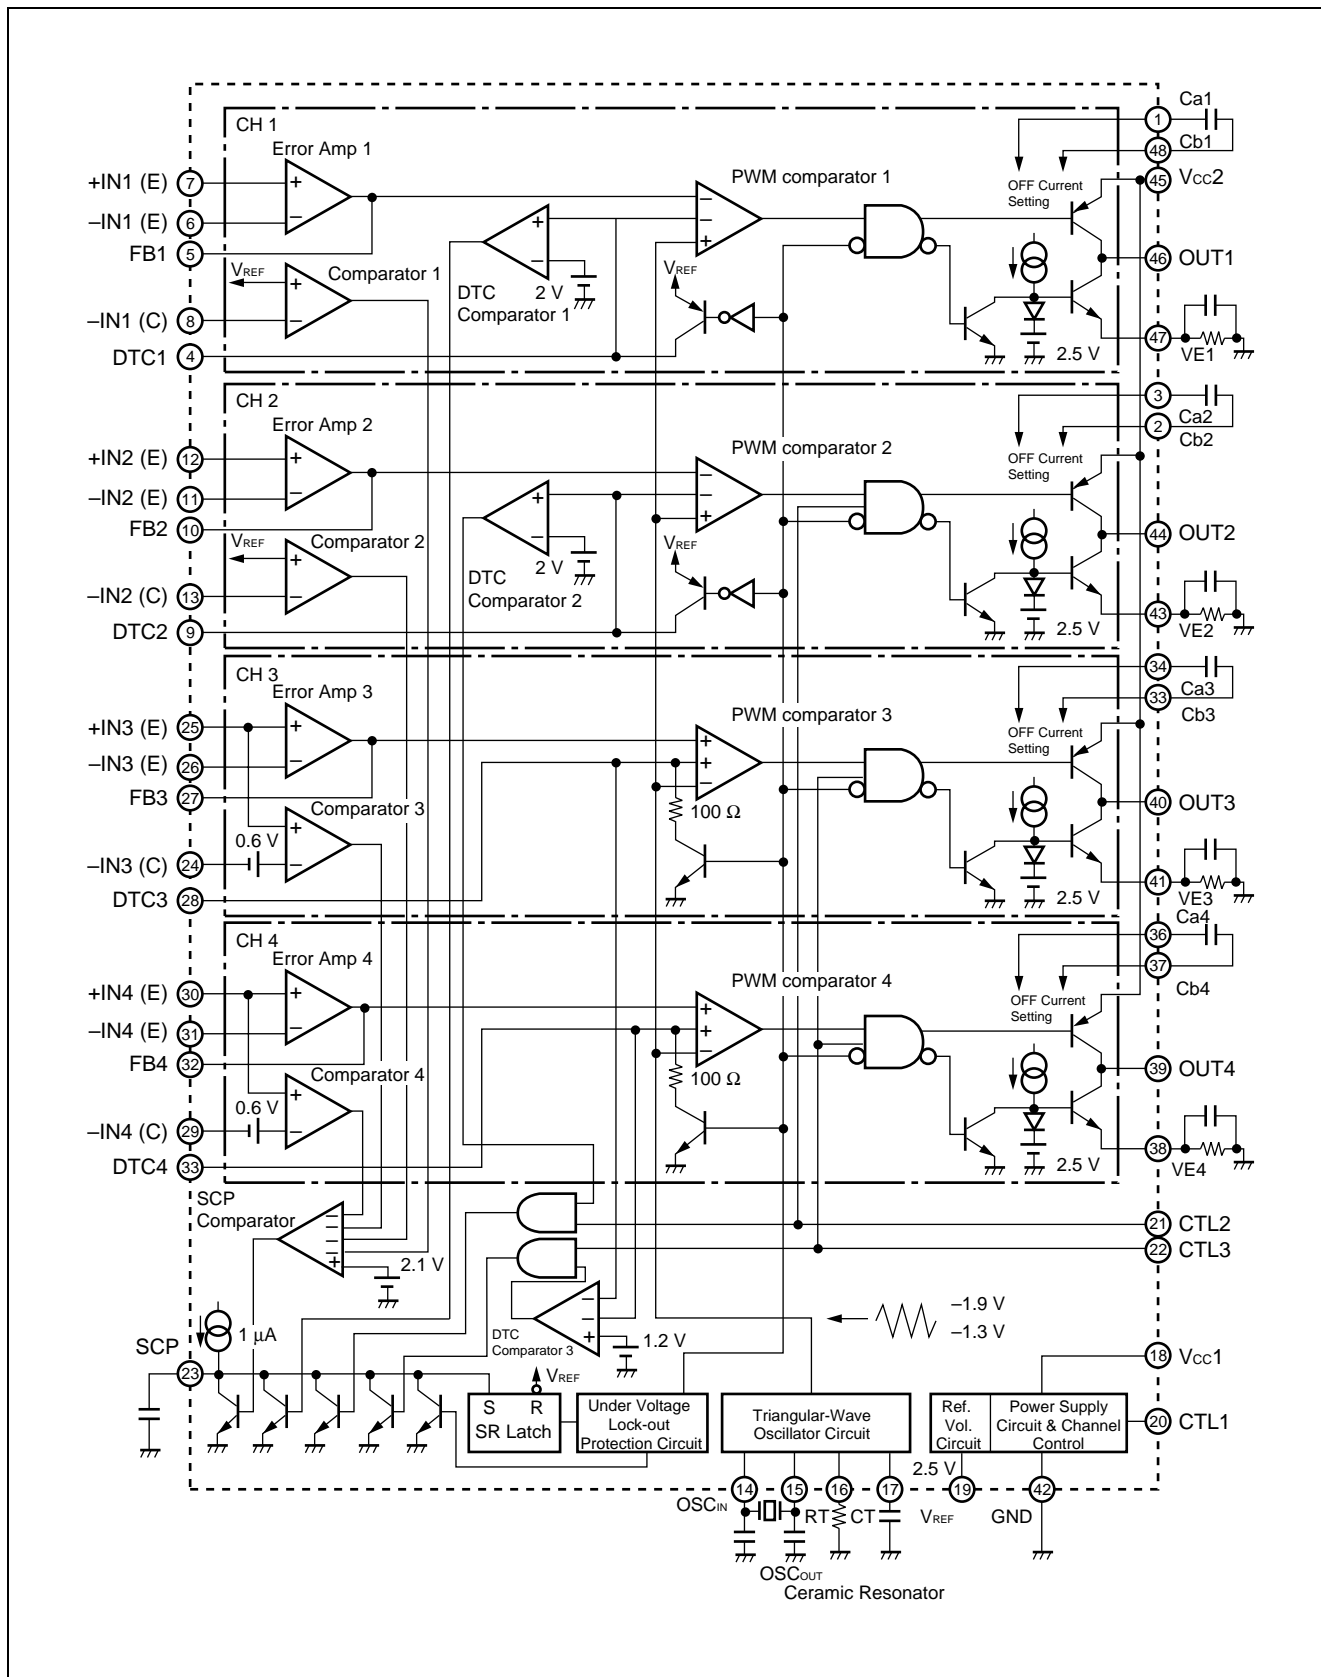 CH 1
Error Amp 1
+IN1 (E) 7
+
–
–IN1 (E) 6
FB1 5
VREF
Comparator 1
+
–
–IN1 (C) 8
DTC1 4
+
–
DTC
Comparator 1
2 V
PWM comparator 1
–
–
+
VREF
OFF Current
Setting
2.5 V
1 Ca1
48 Cb1
45 VCC2
46 OUT1
47 VE1
CH 2
Error Amp 2
+IN2 (E) 12
+
–
–IN2 (E) 11
FB2 10
VREF
Comparator 2
+
–
–IN2 (C) 13
DTC2 9
+
–
DTC
Comparator 2
2 V
PWM comparator 2
–
–
+
VREF
OFF Current
Setting
2.5 V
3 Ca2
2 Cb2
44 OUT2
43 VE2
CH 3
Error Amp 3
+IN3 (E) 25
+
–
–IN3 (E) 26
FB3 27
Comparator 3
0.6 V
+
–
–IN3 (C) 24
DTC3 28
PWM comparator 3
+
+
–
100 Ω
OFF Current
Setting
2.5 V
34 Ca3
33 Cb3
40 OUT3
41 VE3
CH 4
Error Amp 4
+IN4 (E) 30
+
–
–IN4 (E) 31
FB4 32
Comparator 4
0.6 V
+
–
–IN4 (C) 29
DTC4 33
PWM comparator 4
+
+
–
100 Ω
OFF Current
Setting
2.5 V
36 Ca4
37 Cb4
39 OUT4
38 VE4
SCP
Comparator
–
–
–
–
+
2.1 V
21 CTL2
22 CTL3
–
–
+
DTC
Comparator 3
1.2 V
–1.9 V
–1.3 V
1 µA
SCP 23
VREF
S R
SR Latch
Under Voltage
Lock-out
Protection Circuit
Triangular-Wave
Oscillator Circuit
Ref.
Vol.
Circuit
Power Supply
Circuit & Channel
Control
18 VCC1
20 CTL1
2.5 V
14 15 16 17 19 42
OSCIN RT CT VREF GND
OSCOUT
Ceramic Resonator